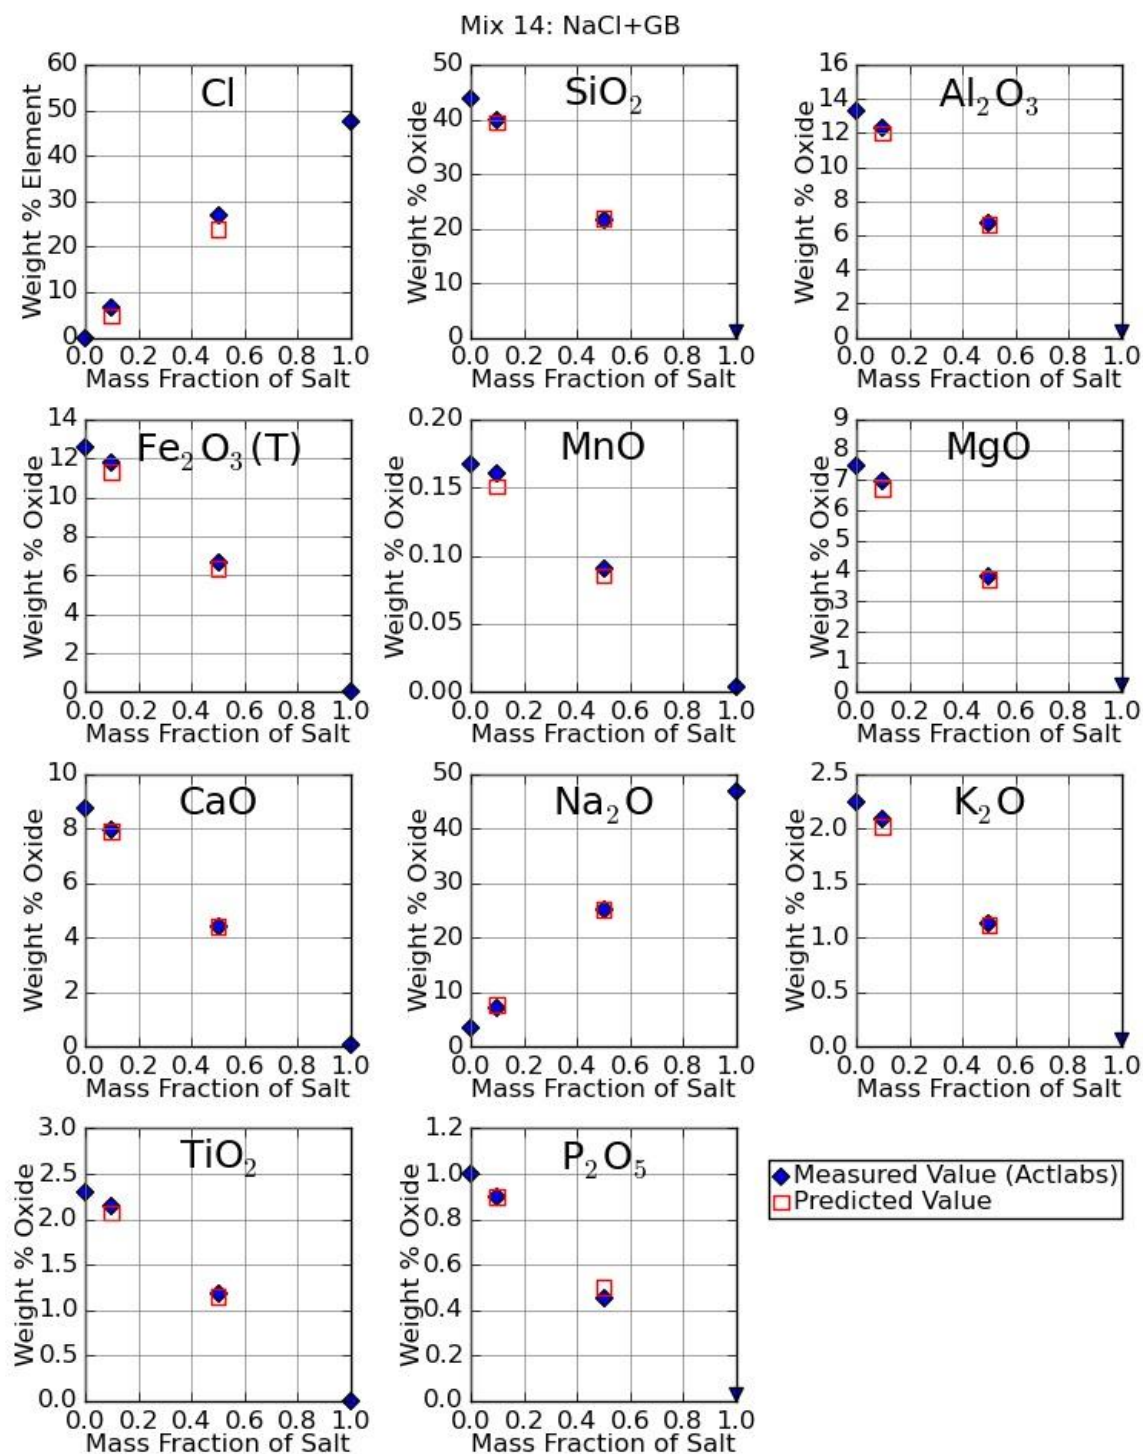 Mix 14: NaCl+GB
Cl
Weight % Element
60
50
40
30
20
10
0
0.0 0.2 0.4 0.6 0.8 1.0
Mass Fraction of Salt
SiO₂
Weight % Oxide
50
40
30
20
10
0
0.0 0.2 0.4 0.6 0.8 1.0
Mass Fraction of Salt
Al₂O₃
Weight % Oxide
16
14
12
10
8
6
4
2
0
0.0 0.2 0.4 0.6 0.8 1.0
Mass Fraction of Salt
Fe₂O₃(T)
Weight % Oxide
14
12
10
8
6
4
2
0
0.0 0.2 0.4 0.6 0.8 1.0
Mass Fraction of Salt
MnO
Weight % Oxide
0.20
0.15
0.10
0.05
0.00
0.0 0.2 0.4 0.6 0.8 1.0
Mass Fraction of Salt
MgO
Weight % Oxide
9
8
7
6
5
4
3
2
1
0
0.0 0.2 0.4 0.6 0.8 1.0
Mass Fraction of Salt
CaO
Weight % Oxide
10
8
6
4
2
0
0.0 0.2 0.4 0.6 0.8 1.0
Mass Fraction of Salt
Na₂O
Weight % Oxide
50
40
30
20
10
0
0.0 0.2 0.4 0.6 0.8 1.0
Mass Fraction of Salt
K₂O
Weight % Oxide
2.5
2.0
1.5
1.0
0.5
0.0
0.0 0.2 0.4 0.6 0.8 1.0
Mass Fraction of Salt
TiO₂
Weight % Oxide
3.0
2.5
2.0
1.5
1.0
0.5
0.0
0.0 0.2 0.4 0.6 0.8 1.0
Mass Fraction of Salt
P₂O₅
Weight % Oxide
1.2
1.0
0.8
0.6
0.4
0.2
0.0
0.0 0.2 0.4 0.6 0.8 1.0
Mass Fraction of Salt
Measured Value (Actlabs)
Predicted Value